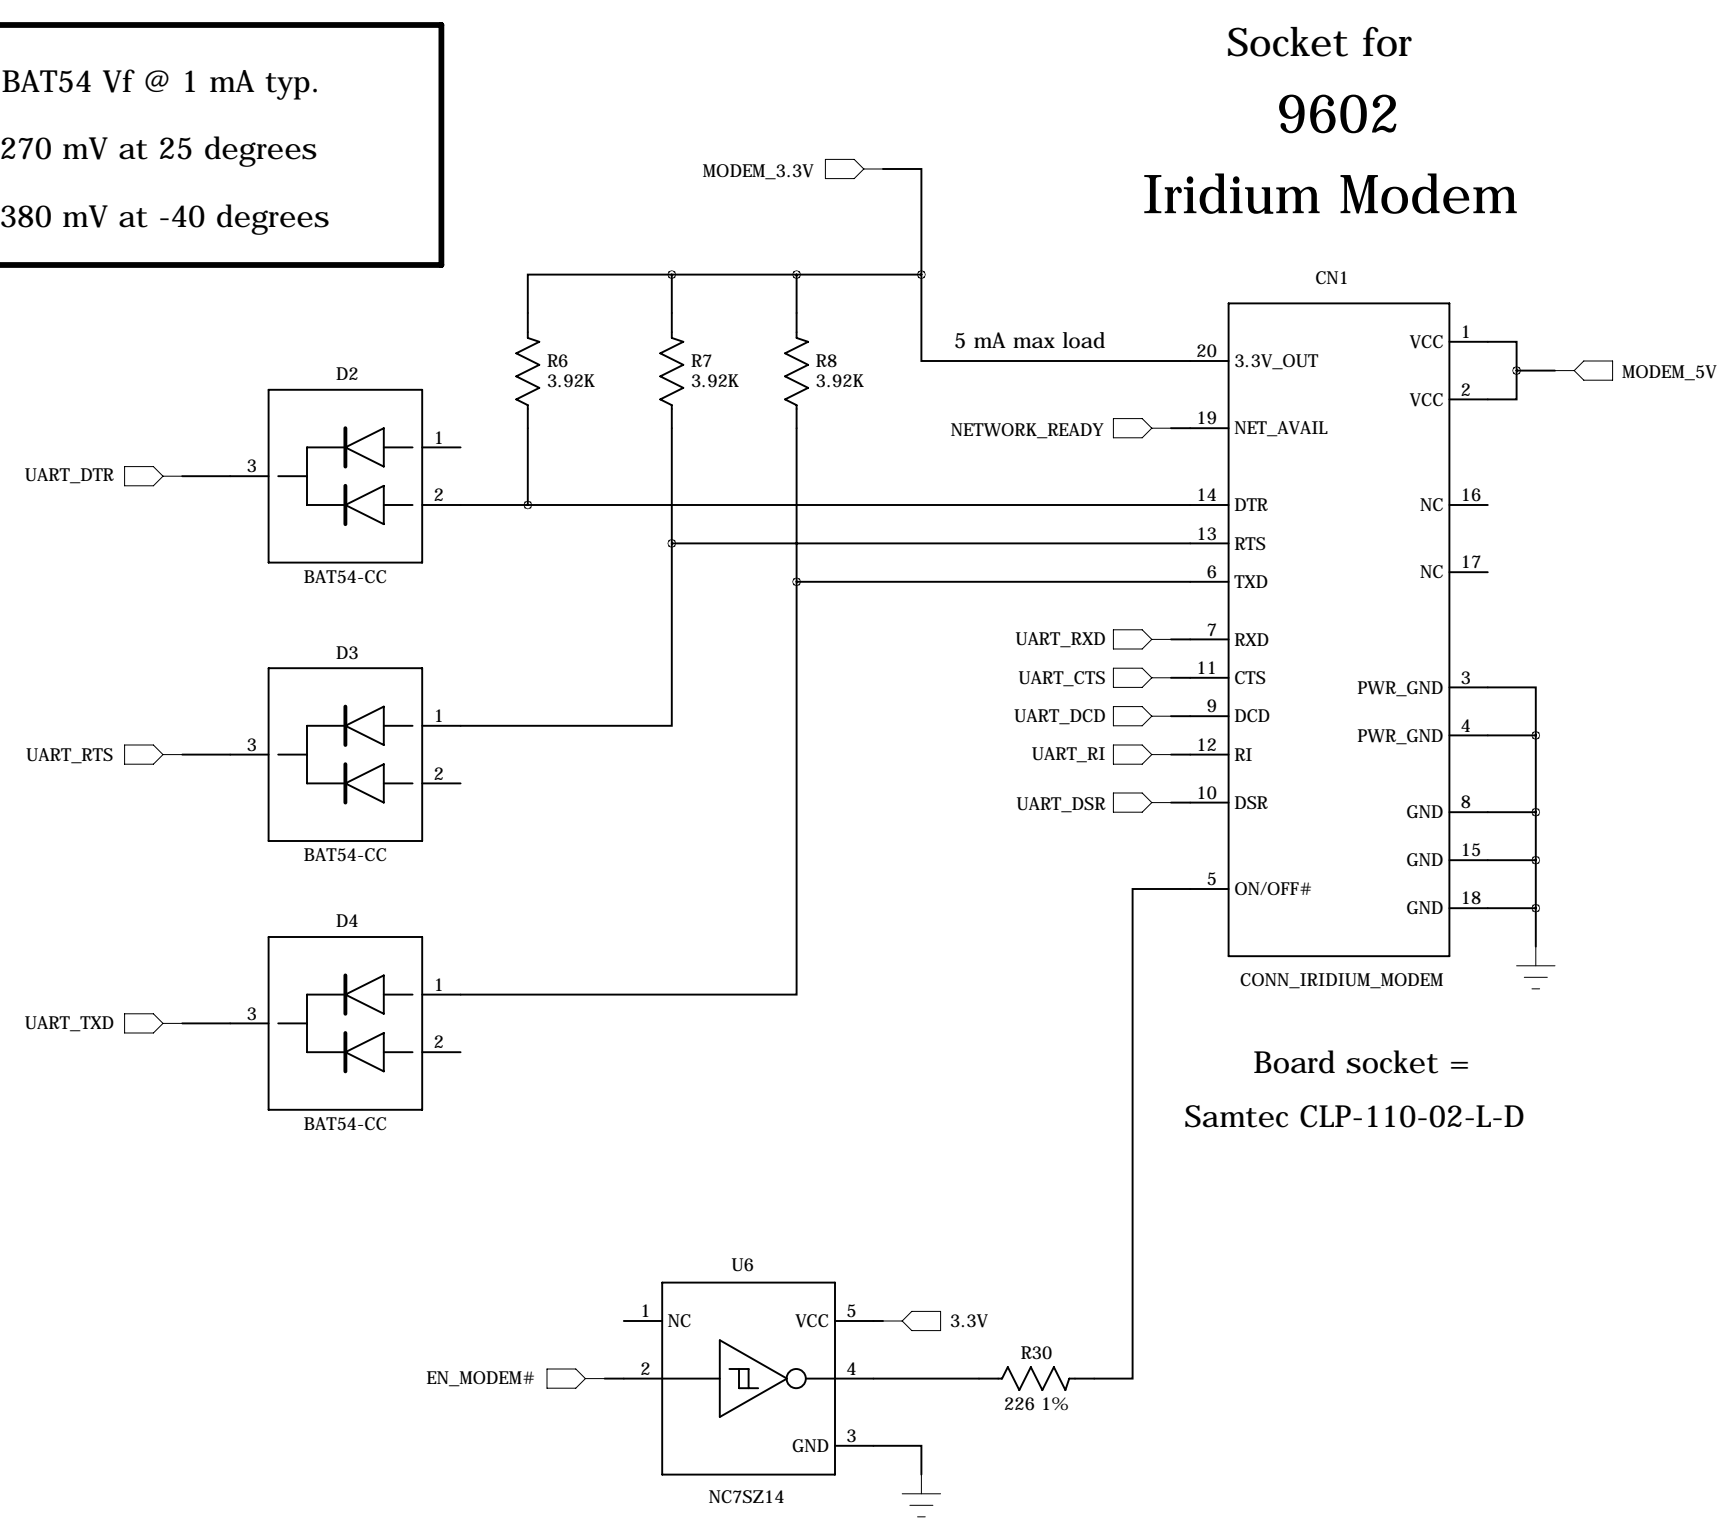 BAT54 Vf @ 1 mA typ.
270 mV at 25 degrees
380 mV at -40 degrees
Socket for
9602
Iridium Modem
MODEM_3.3V
CN1
5 mA max load
20 3.3V_OUT
VCC 1
VCC 2
MODEM_5V
R6
3.92K
R7
3.92K
R8
3.92K
NETWORK_READY 19 NET_AVAIL
D2
UART_DTR 3
1
2
BAT54-CC
14 DTR
NC 16
13 RTS
6 TXD
NC 17
UART_RXD 7 RXD
UART_CTS 11 CTS
UART_DCD 9 DCD
UART_RI 12 RI
UART_DSR 10 DSR
PWR_GND 3
PWR_GND 4
GND 8
GND 15
GND 18
5 ON/OFF#
CONN_IRIDIUM_MODEM
D3
UART_RTS 3
1
2
BAT54-CC
D4
UART_TXD 3
1
2
BAT54-CC
Board socket =
Samtec CLP-110-02-L-D
U6
1 NC
VCC 5 3.3V
EN_MODEM# 2
4
R30
226 1%
GND 3
NC7SZ14